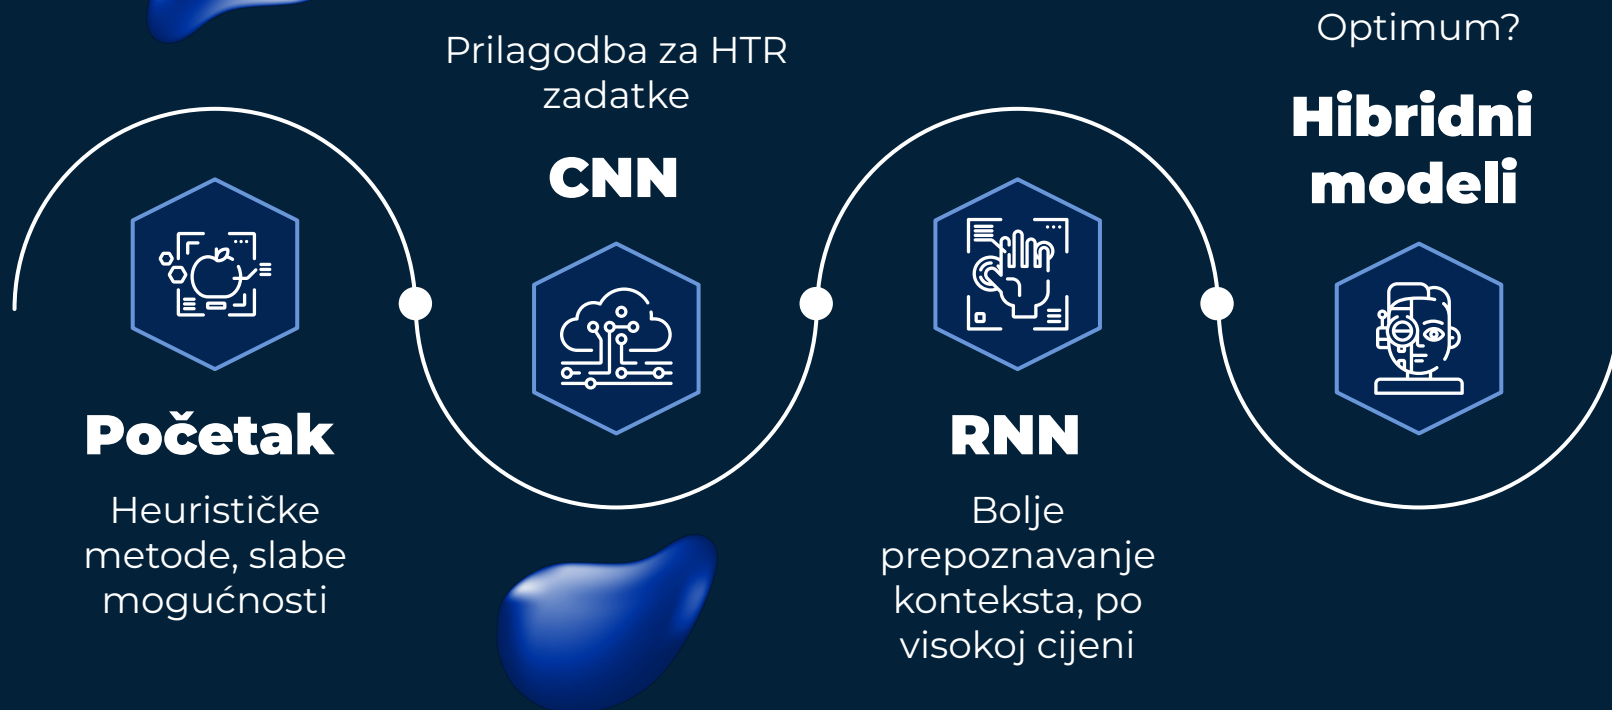 Početak
Heurističke
metode, slabe
mogućnosti
Prilagodba za HTR
zadatke
CNN
RNN
Bolje
prepoznavanje
konteksta, po
visokoj cijeni
Optimum?
Hibridni
modeli